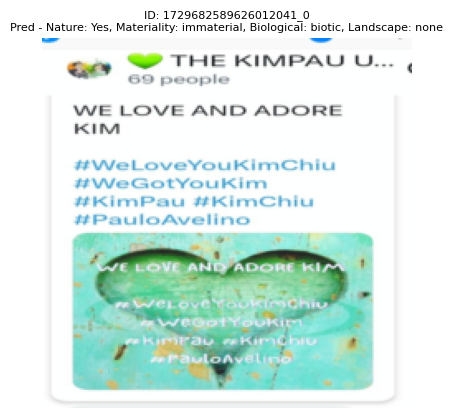 ID: 1729682589626012041_0
Pred - Nature: Yes, Materiality: immaterial, Biological: biotic, Landscape: none
THE KIMPAU U...
69 people
WE LOVE AND ADORE
KIM
#WeLoveYouKimChiu
#WeGotYouKim
#KimPau #KimChiu
#PauloAvelino
WE LOVE AND ADORE KIM
#WeLoveYouKimChiu
#WeGotYouKim
#KimPau #KimChiu
#PauloAvelino